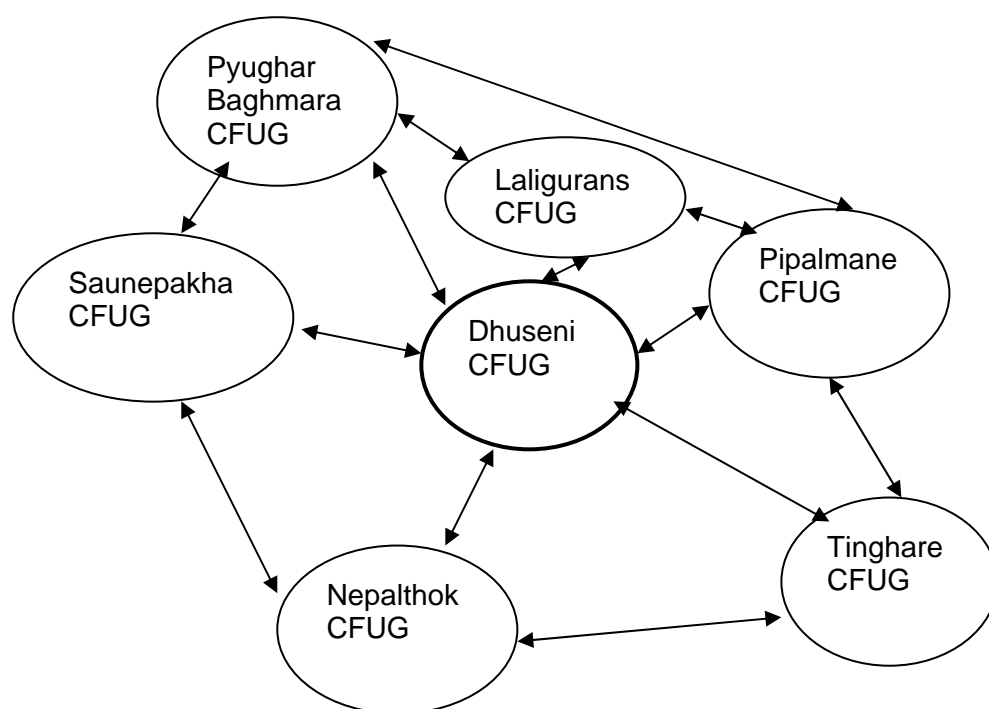 Pyughar
Baghmara
CFUG
Laligurans
CFUG
Pipalmane
CFUG
Saunepakha
CFUG
Dhuseni
CFUG
Tinghare
CFUG
Nepalthok
CFUG